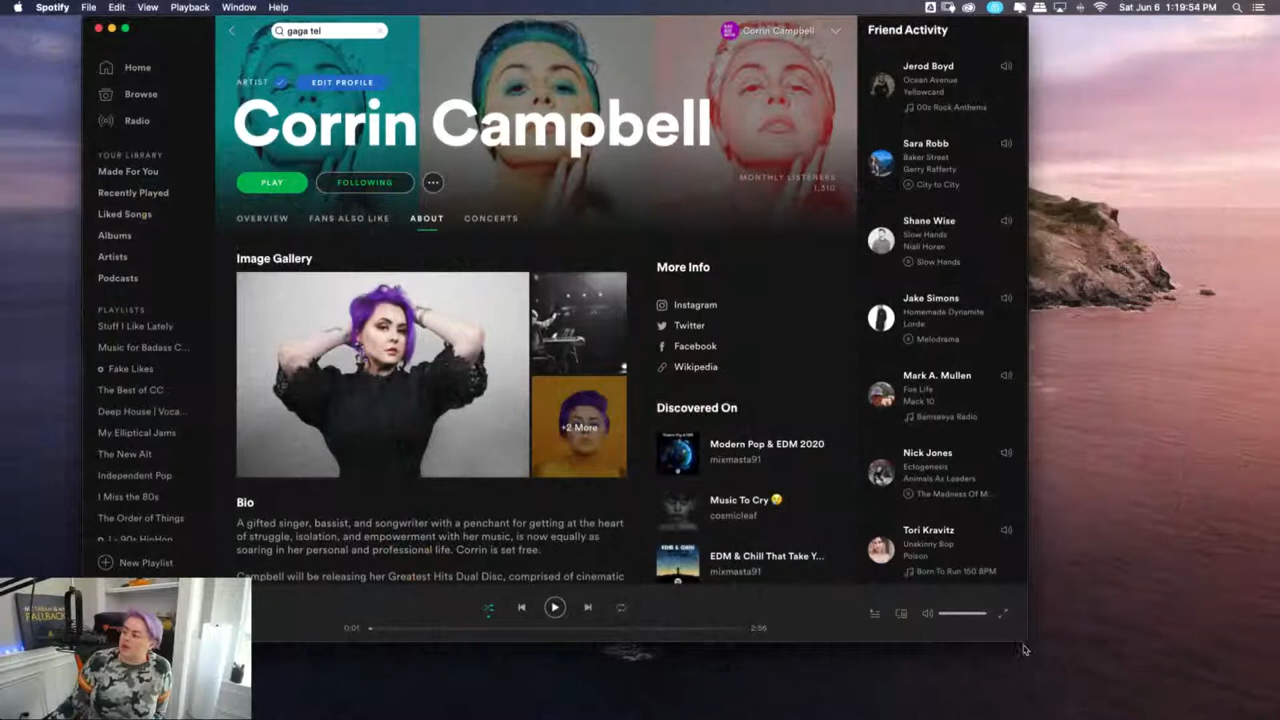 Spotify File Edit View Playback Window Help
Sat Jun 6 1:19:54 PM
gaga tel
Corrin Campbell
ARTIST
EDIT PROFILE
Corrin Campbell
PLAY
FOLLOWING
MONTHLY LISTENERS
1,310
OVERVIEW
FANS ALSO LIKE
ABOUT
CONCERTS
Home
Browse
Radio
YOUR LIBRARY
Made For You
Recently Played
Liked Songs
Albums
Artists
Podcasts
PLAYLISTS
Stuff I Like Lately
Music for Badass C...
Fake Likes
The Best of CC
Deep House | Voca...
My Elliptical Jams
The New Alt
Independent Pop
I Miss the 80s
The Order of Things
New Playlist
Image Gallery
+2 More
Bio
A gifted singer, bassist, and songwriter with a penchant for getting at the heart
of struggle, isolation, and empowerment with her music, is now equally as
soaring in her personal and professional life. Corrin is set free.
Campbell will be releasing her Greatest Hits Dual Disc, comprised of cinematic
More Info
Instagram
Twitter
Facebook
Wikipedia
Discovered On
Modern Pop & EDM 2020
mixmasta91
Music To Cry 😢
cosmicleaf
EDM & Chill That Take Y...
mixmasta91
Friend Activity
Jerod Boyd
Ocean Avenue
Yellowcard
00s Rock Anthems
Sara Robb
Baker Street
Gerry Rafferty
City to City
Shane Wise
Slow Hands
Niall Horan
Slow Hands
Jake Simons
Homemade Dynamite
Lorde
Melodrama
Mark A. Mullen
Foe Life
Mack 10
Bamseeya Radio
Nick Jones
Ectogenesis
Animals As Leaders
The Madness Of M...
Tori Kravitz
Unskinny Bop
Poison
Born To Run 150 BPM
0:01
2:56
FALLBACK